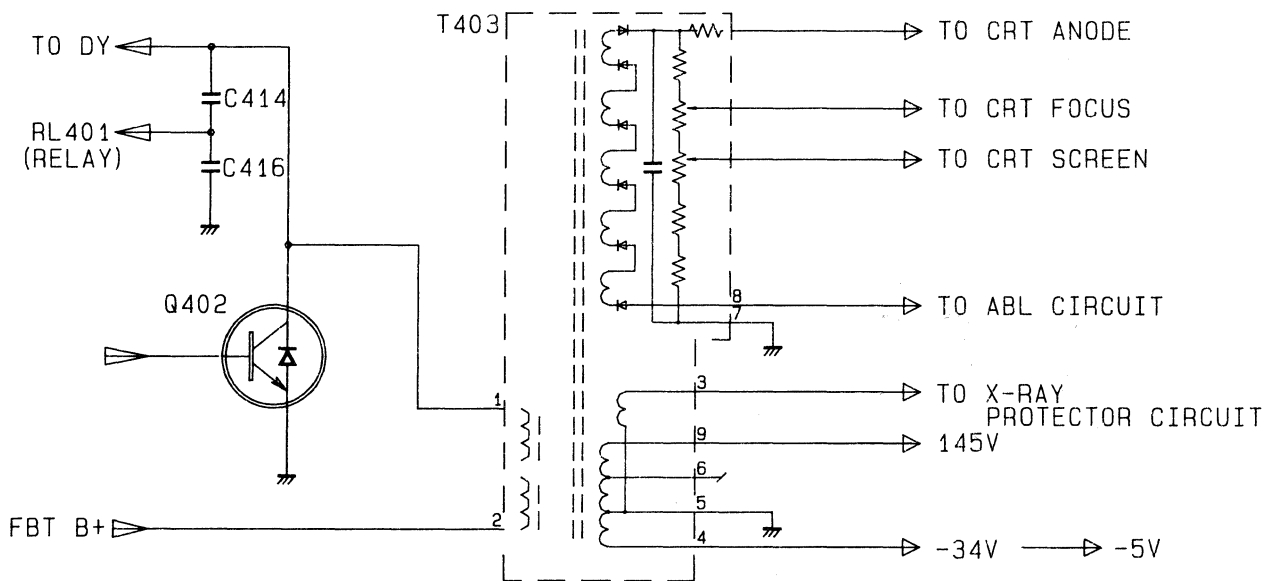 T403
TO DY
C414
RL401
(RELAY)
C416
Q402
FBT B+
1
2
TO CRT ANODE
TO CRT FOCUS
TO CRT SCREEN
8
TO ABL CIRCUIT
7
3
TO X-RAY
PROTECTOR CIRCUIT
9
145V
6
5
4
-34V
-5V